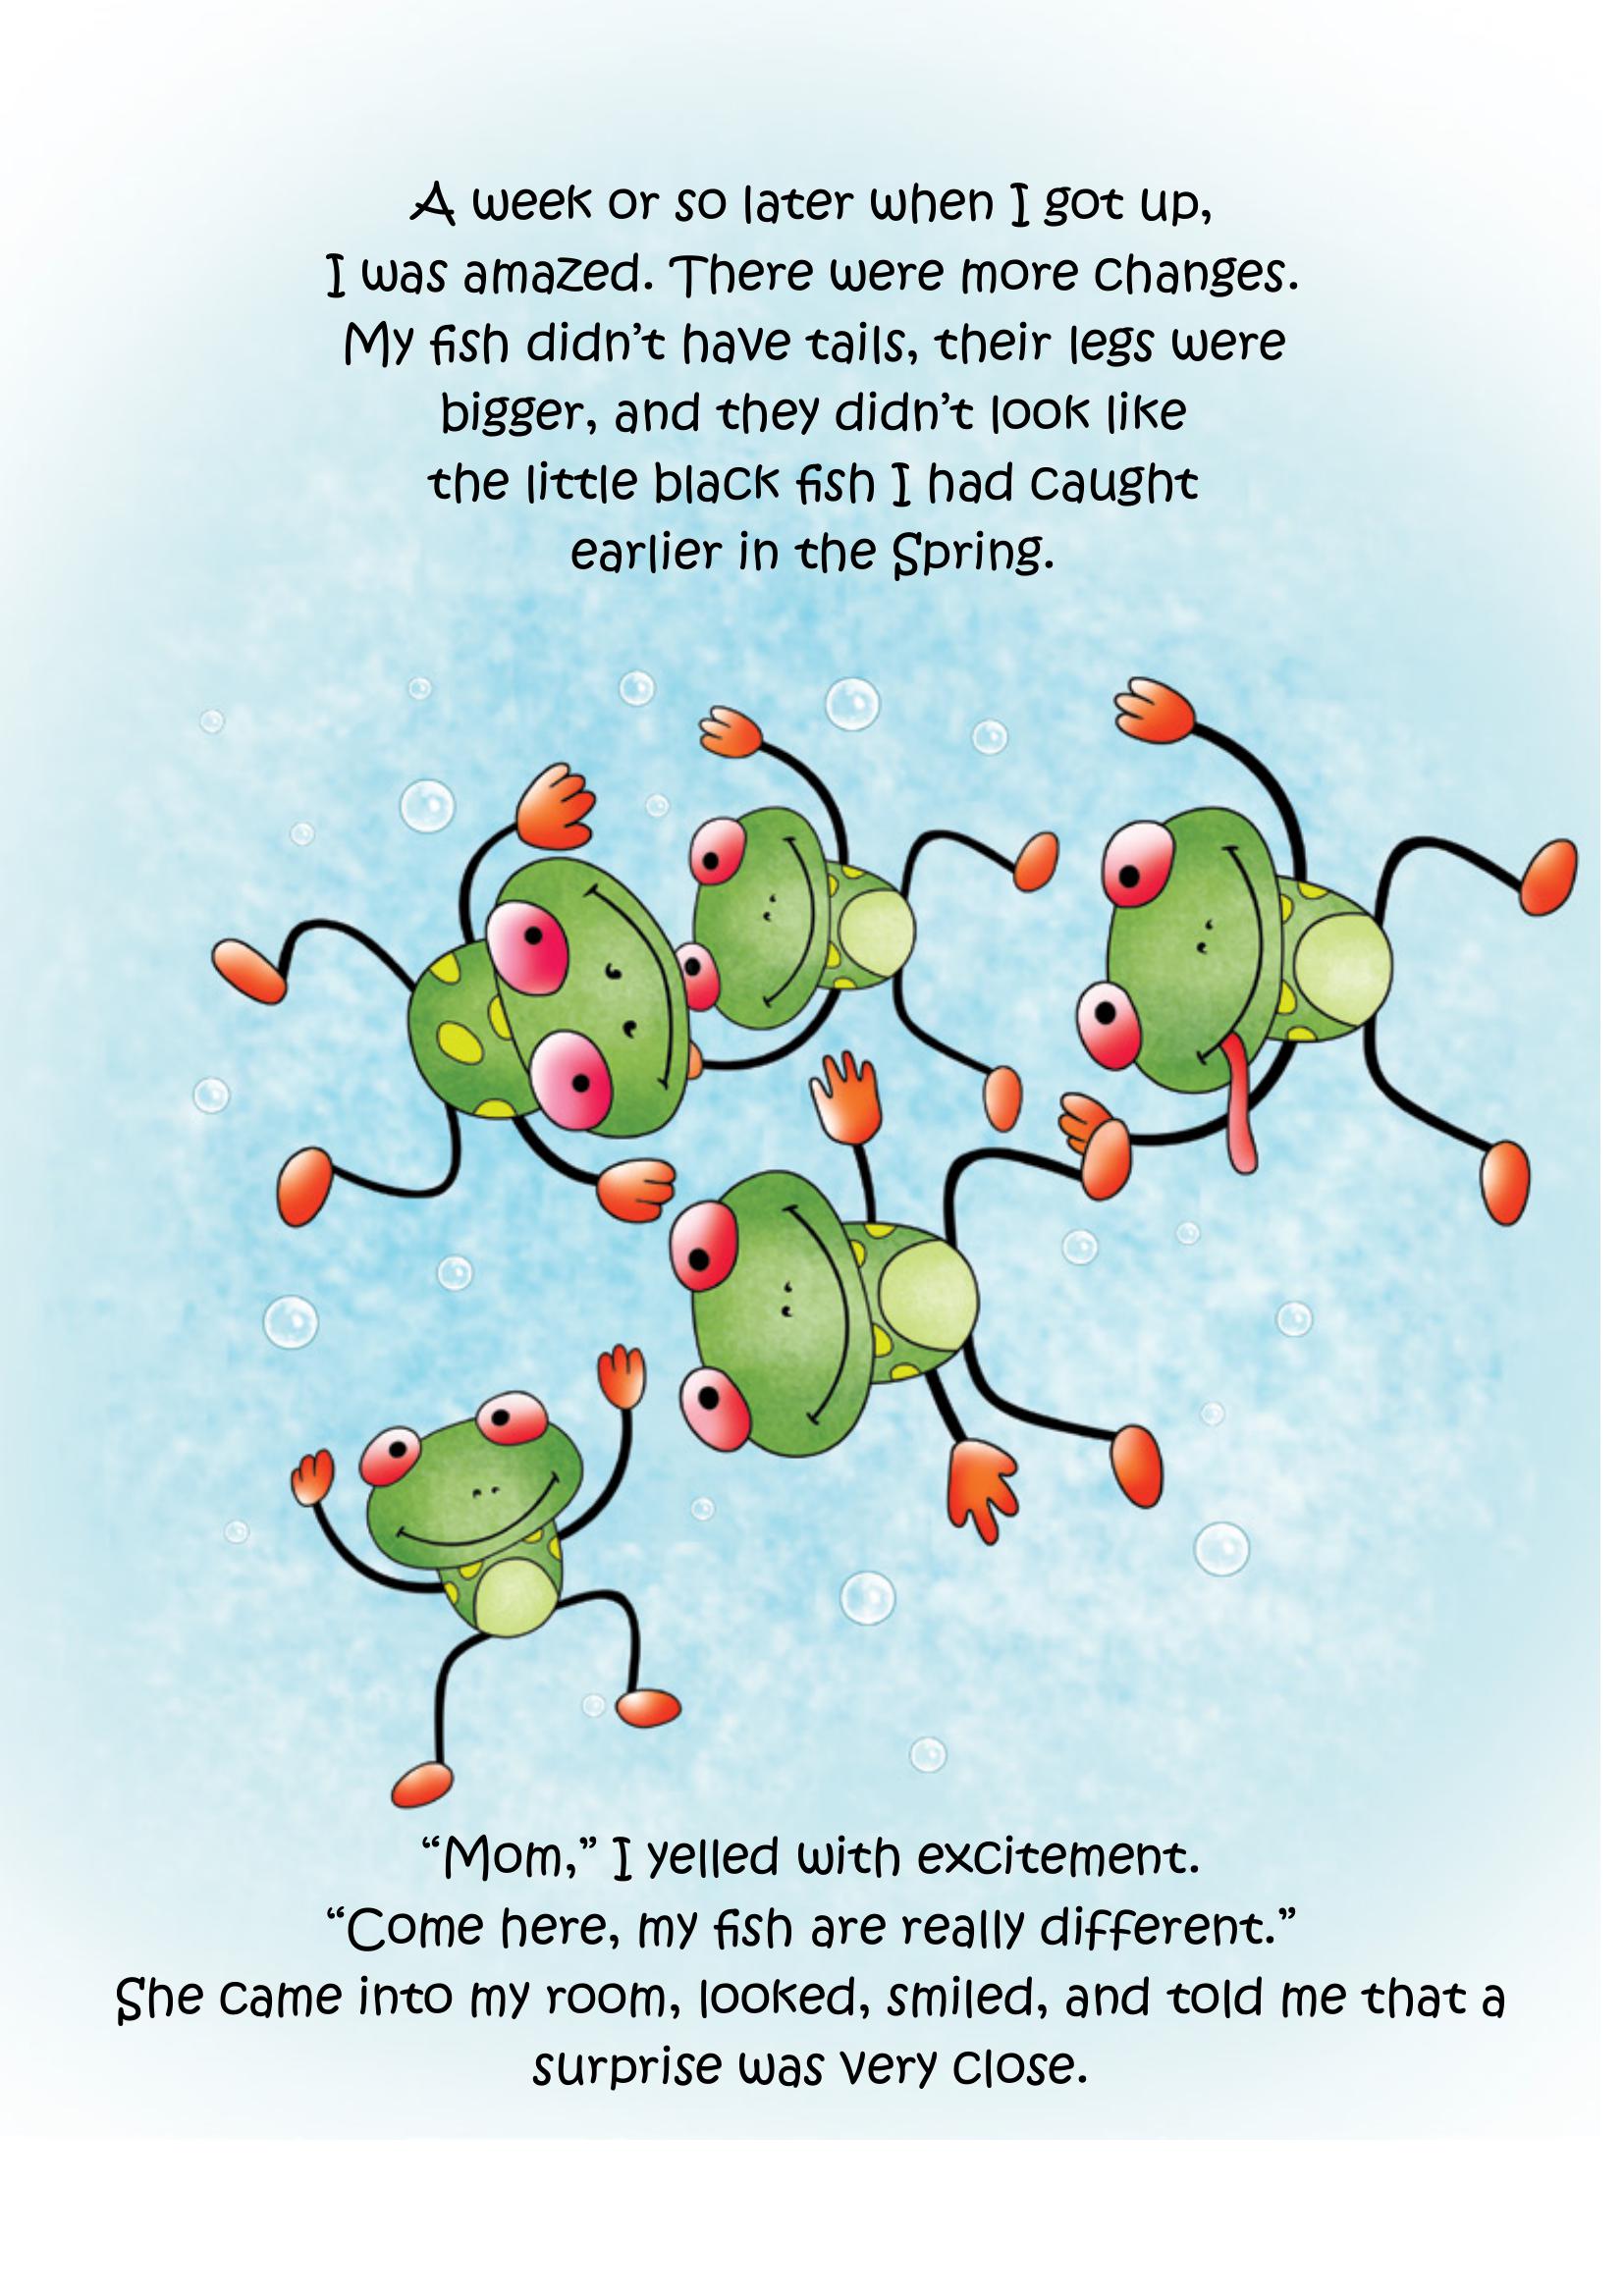 A week or so later when I got up,
I was amazed. There were more changes.
My fish didn’t have tails, their legs were
bigger, and they didn’t look like
the little black fish I had caught
earlier in the Spring.
“Mom,” I yelled with excitement.
“Come here, my fish are really different.”
She came into my room, looked, smiled, and told me that a
surprise was very close.